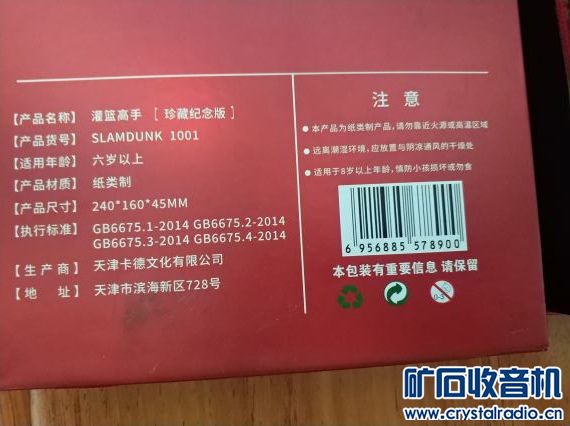 【产品名称】 灌篮高手 [ 珍藏纪念版]
【产品货号】 SLAMDUNK 1001
【适用年龄】 六岁以上
【产品材质】 纸类制
【产品尺寸】 240*160*45MM
【执行标准】 GB6675.1-2014 GB6675.2-2014
GB6675.3-2014 GB6675.4-2014
【生 产 商】 天津卡德文化有限公司
【地 址】 天津市滨海新区728号
注 意
● 本产品为纸类制产品,请勿靠近火源或高温区域
● 远离潮湿环境,应放置与阴凉通风的干燥处
● 适用于8岁以上年龄,慎防小孩损坏或勿食
6 956885 578900
本包装有重要信息 请保留
0-3
矿石收音机
www.crystalradio.cn